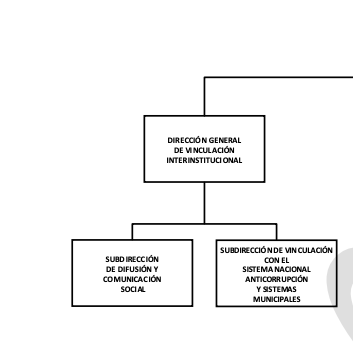 DIRECCIÓN GENERAL
DE VINCULACIÓN
INTERINSTITUCIONAL
SUBDIRECCIÓN
DE DIFUSIÓN Y
COMUNICACIÓN
SOCIAL
SUBDIRECCIÓN DE VINCULACIÓN
CON EL
SISTEMA NACIONAL
ANTICORRUPCIÓN
Y SISTEMAS
MUNICIPALES